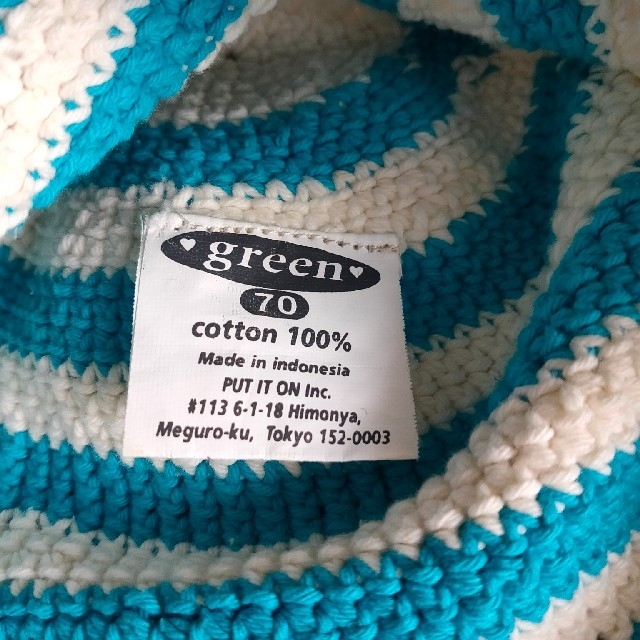 green
70
cotton 100%
Made in indonesia
PUT IT ON Inc.
#113 6-1-18 Himonya,
Meguro-ku, Tokyo 152-0003